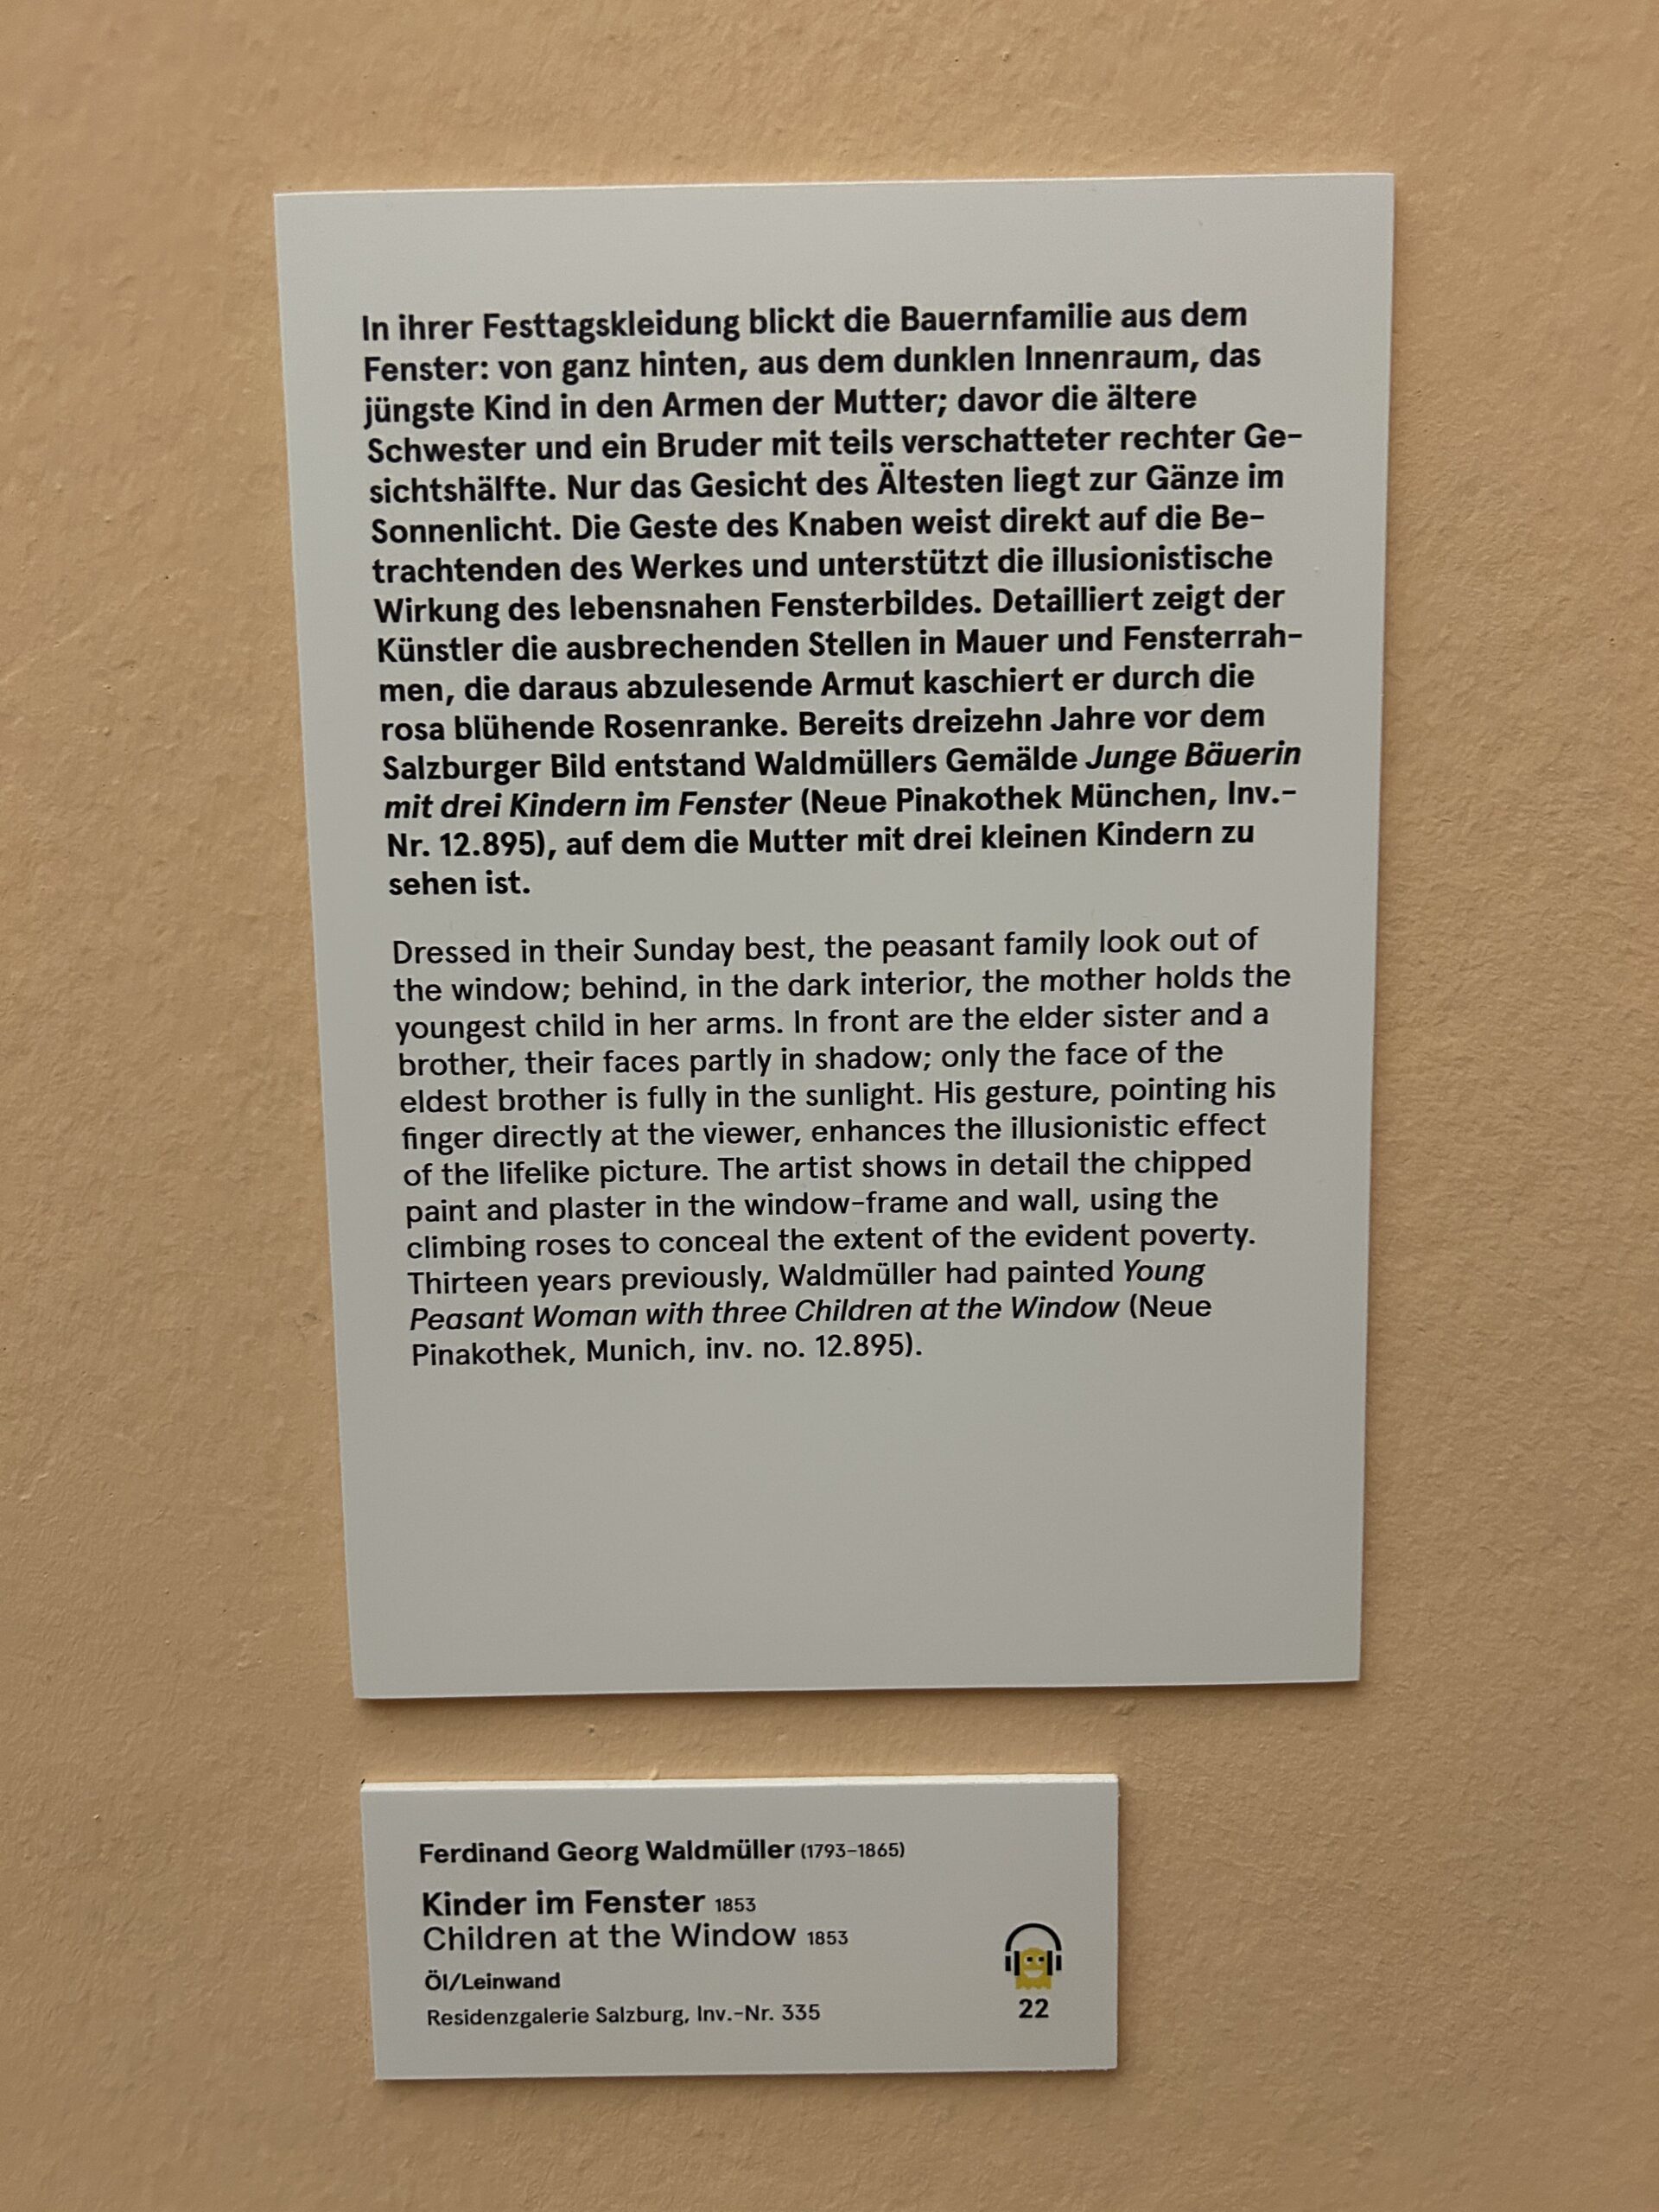 In ihrer Festtagskleidung blickt die Bauernfamilie aus dem
Fenster: von ganz hinten, aus dem dunklen Innenraum, das
jüngste Kind in den Armen der Mutter; davor die ältere
Schwester und ein Bruder mit teils verschatteter rechter Ge-
sichtshälfte. Nur das Gesicht des Ältesten liegt zur Gänze im
Sonnenlicht. Die Geste des Knaben weist direkt auf die Be-
trachtenden des Werkes und unterstützt die illusionistische
Wirkung des lebensnahen Fensterbildes. Detailliert zeigt der
Künstler die ausbrechenden Stellen in Mauer und Fensterrah-
men, die daraus abzulesende Armut kaschiert er durch die
rosa blühende Rosenranke. Bereits dreizehn Jahre vor dem
Salzburger Bild entstand Waldmüllers Gemälde Junge Bäuerin
mit drei Kindern im Fenster (Neue Pinakothek München, Inv.-
Nr. 12.895), auf dem die Mutter mit drei kleinen Kindern zu
sehen ist.
Dressed in their Sunday best, the peasant family look out of
the window; behind, in the dark interior, the mother holds the
youngest child in her arms. In front are the elder sister and a
brother, their faces partly in shadow; only the face of the
eldest brother is fully in the sunlight. His gesture, pointing his
finger directly at the viewer, enhances the illusionistic effect
of the lifelike picture. The artist shows in detail the chipped
paint and plaster in the window-frame and wall, using the
climbing roses to conceal the extent of the evident poverty.
Thirteen years previously, Waldmüller had painted Young
Peasant Woman with three Children at the Window (Neue
Pinakothek, Munich, inv. no. 12.895).
Ferdinand Georg Waldmüller (1793–1865)
Kinder im Fenster 1853
Children at the Window 1853
Öl/Leinwand
Residenzgalerie Salzburg, Inv.-Nr. 335
22